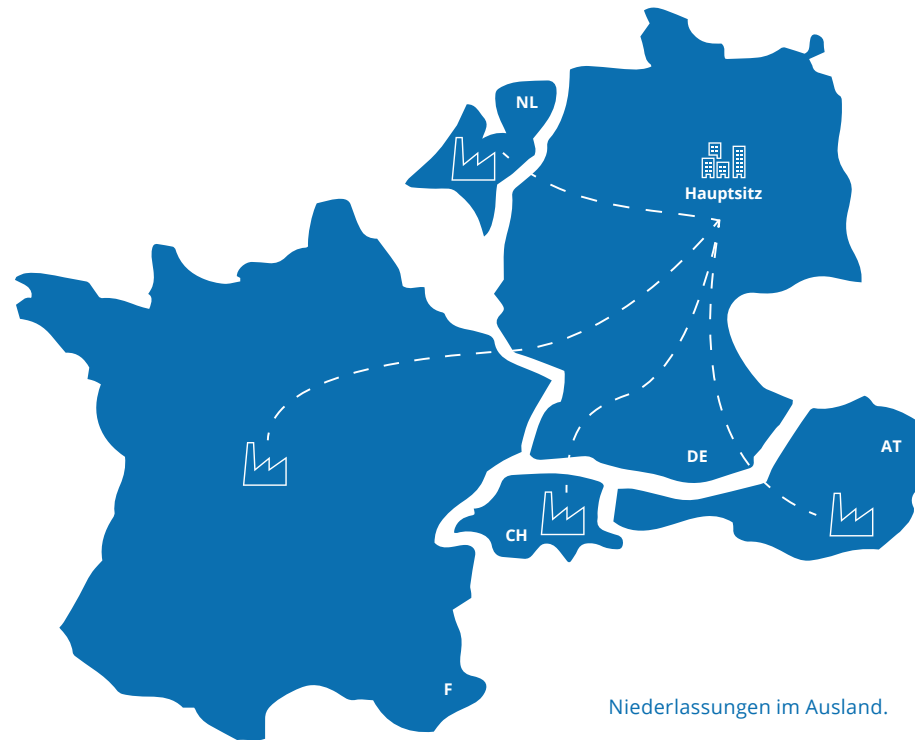 NL
Hauptsitz
DE
AT
CH
F
Niederlassungen im Ausland.